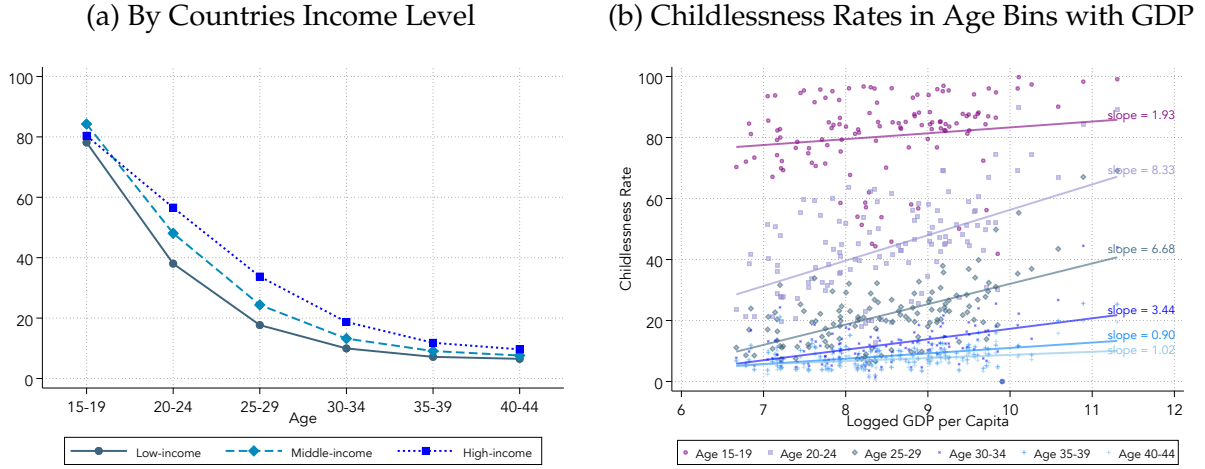 (a) By Countries Income Level
100
80
60
40
20
0
15-19 20-24 25-29 30-34 35-39 40-44
Age
Low-income Middle-income High-income
(b) Childlessness Rates in Age Bins with GDP
Childlessness Rate
100
80
60
40
20
0
slope = 1.93
slope = 8.33
slope = 6.68
slope = 3.44
slope = 0.90
slope = 1.02
6 7 8 9 10 11 12
Logged GDP per Capita
Age 15-19 Age 20-24 Age 25-29 Age 30-34 Age 35-39 Age 40-44